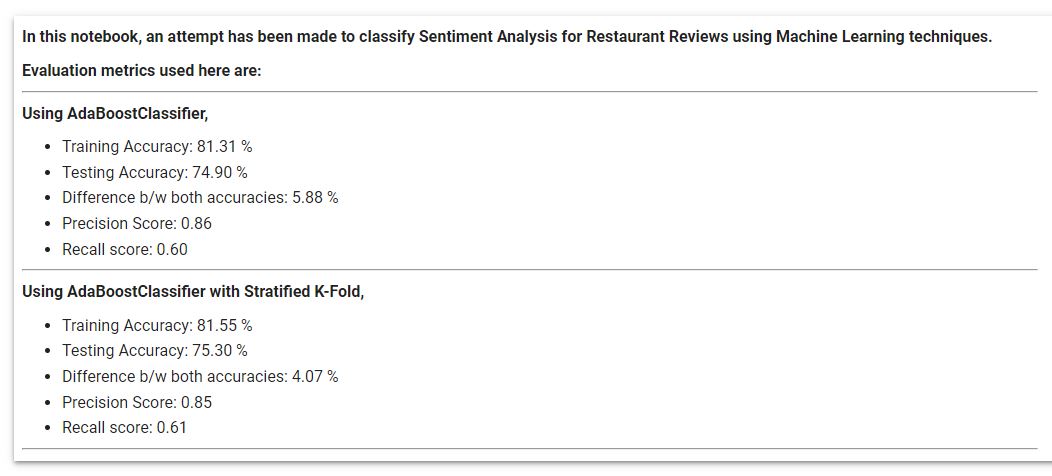 In this notebook, an attempt has been made to classify Sentiment Analysis for Restaurant Reviews using Machine Learning techniques.
Evaluation metrics used here are:
Using AdaBoostClassifier,
• Training Accuracy: 81.31 %
• Testing Accuracy: 74.90 %
• Difference b/w both accuracies: 5.88 %
• Precision Score: 0.86
• Recall score: 0.60
Using AdaBoostClassifier with Stratified K-Fold,
• Training Accuracy: 81.55 %
• Testing Accuracy: 75.30 %
• Difference b/w both accuracies: 4.07 %
• Precision Score: 0.85
• Recall score: 0.61